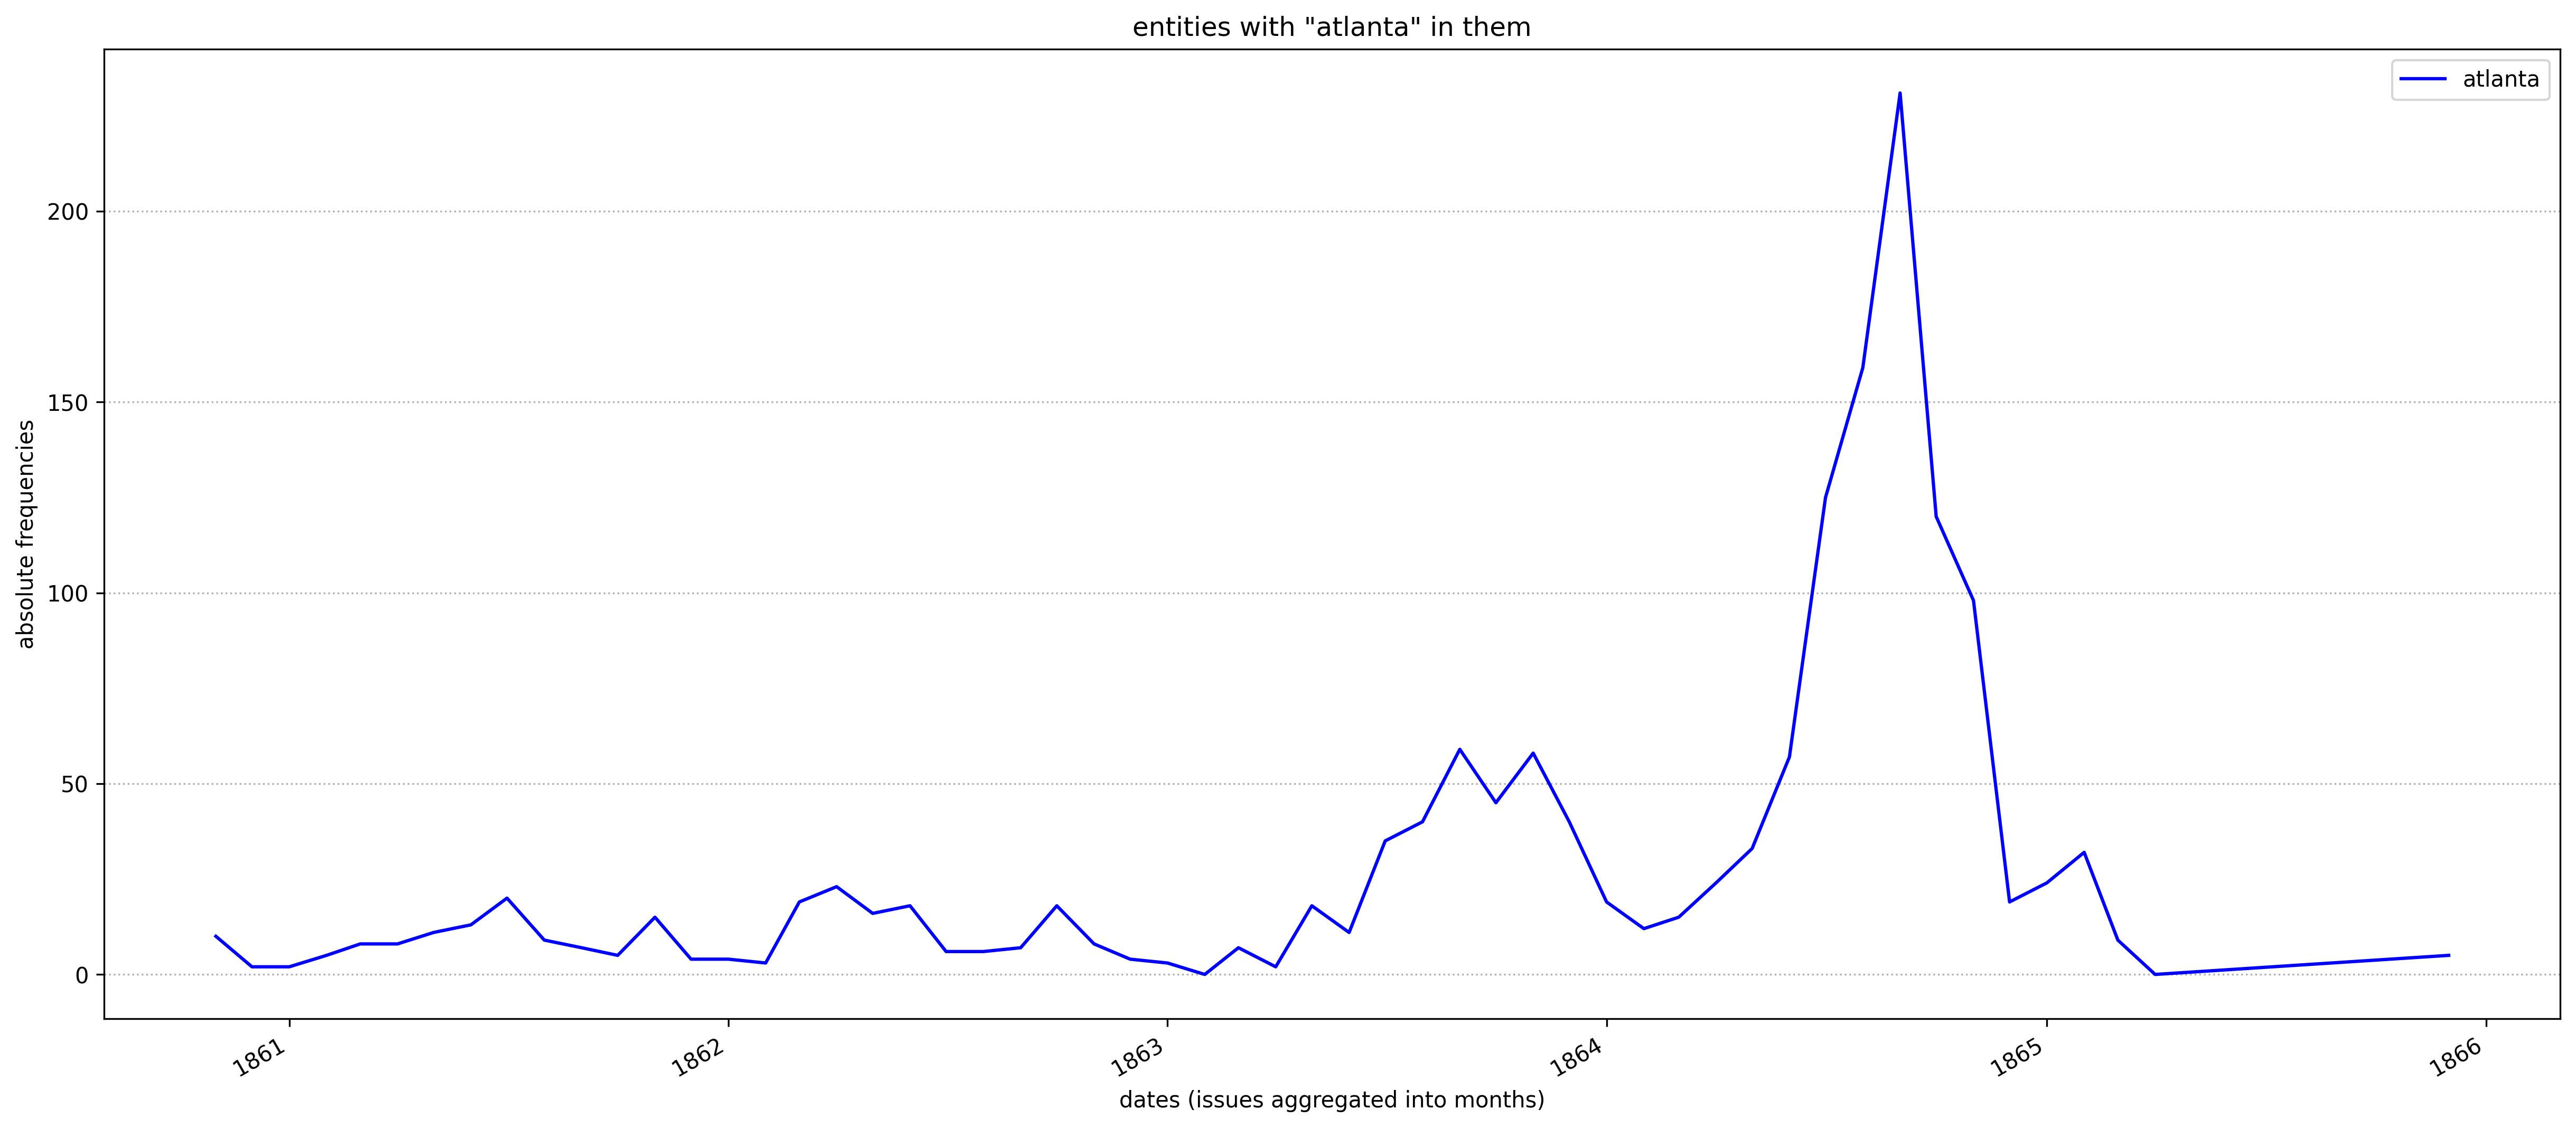 entities with "atlanta" in them
atlanta
absolute frequencies
200
150
100
50
0
1861
1862
1863
1864
1865
1866
dates (issues aggregated into months)